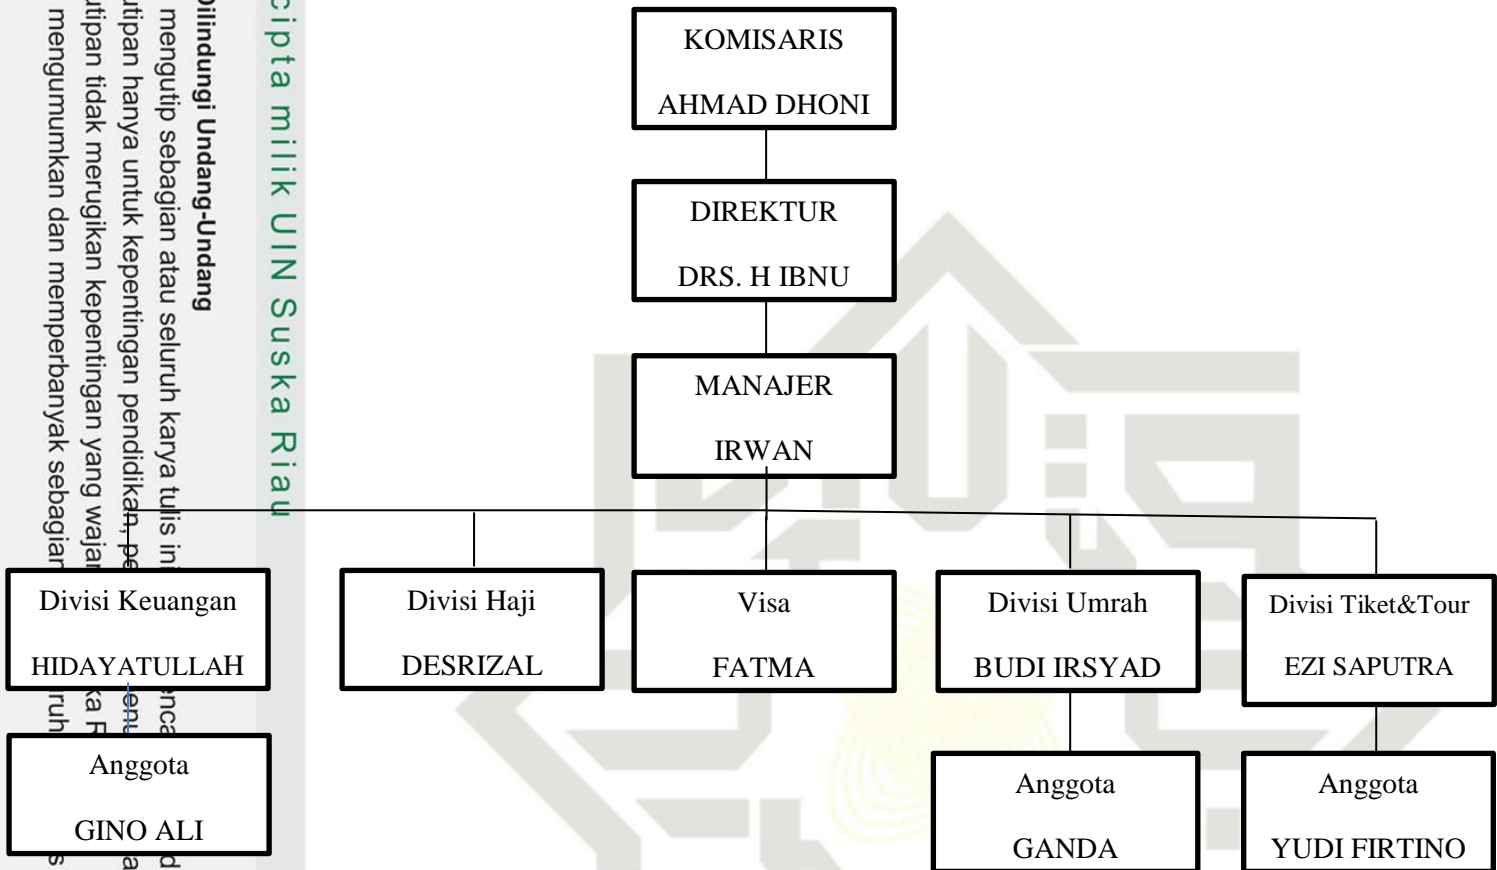 KOMISARIS
AHMAD DHONI
DIREKTUR
DRS. H IBNU
MANAJER
IRWAN
Divisi Keuangan
HIDAYATULLAH
Divisi Haji
DESRIZAL
Visa
FATMA
Divisi Umrah
BUDI IRSYAD
Divisi Tiket&Tour
EZI SAPUTRA
Anggota
GINO ALI
Anggota
GANDA
Anggota
YUDI FIRTINO
cipta milik UIN Suska Riau
Dilindungi Undang-Undang
mengutip sebagian atau seluruh karya tulis ini
utipan hanya untuk kepentingan pendidikan,
utipan tidak merugikan kepentingan yang wajar
mengumumkan dan memperbanyak sebagian